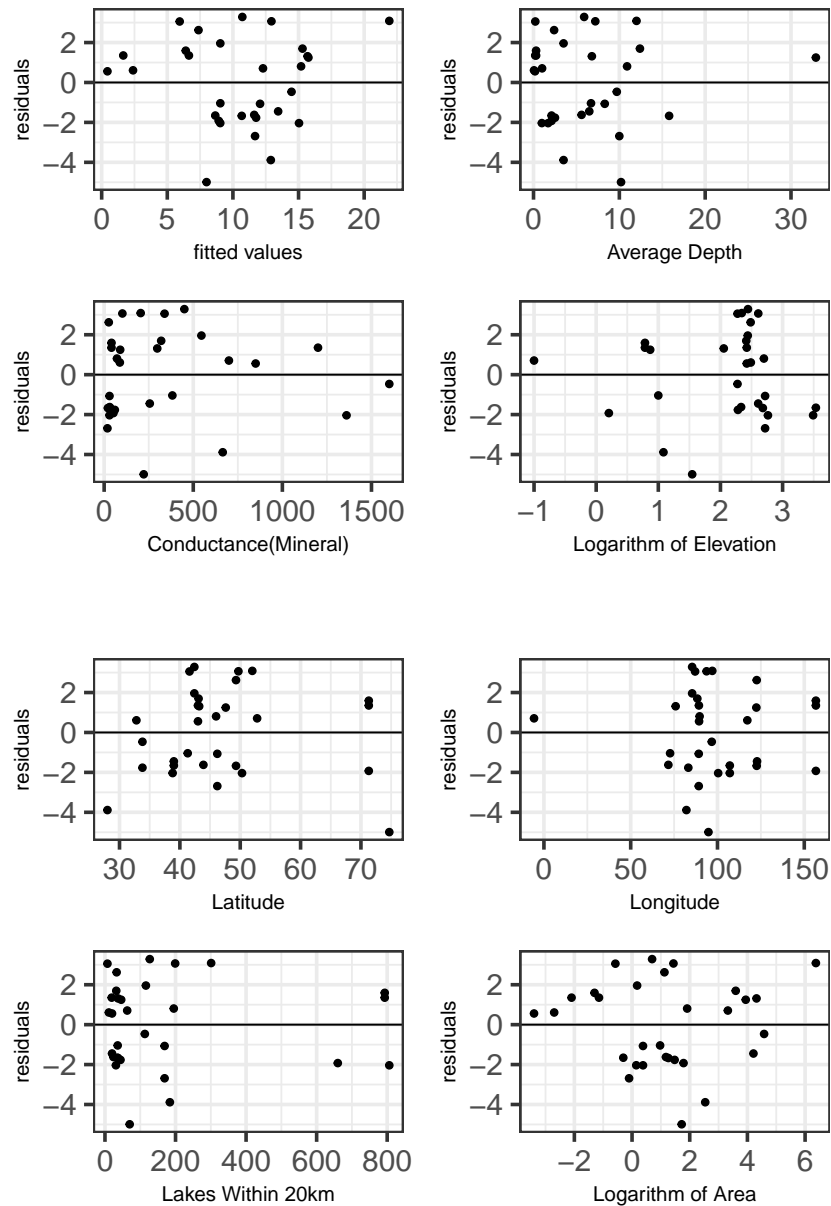 residuals
2
0
−2
−4
0 5 10 15 20
fitted values
residuals
2
0
−2
−4
0 10 20 30
Average Depth
residuals
2
0
−2
−4
0 500 1000 1500
Conductance(Mineral)
residuals
2
0
−2
−4
−1 0 1 2 3
Logarithm of Elevation
residuals
2
0
−2
−4
30 40 50 60 70
Latitude
residuals
2
0
−2
−4
0 50 100 150
Longitude
residuals
2
0
−2
−4
0 200 400 600 800
Lakes Within 20km
residuals
2
0
−2
−4
−2 0 2 4 6
Logarithm of Area